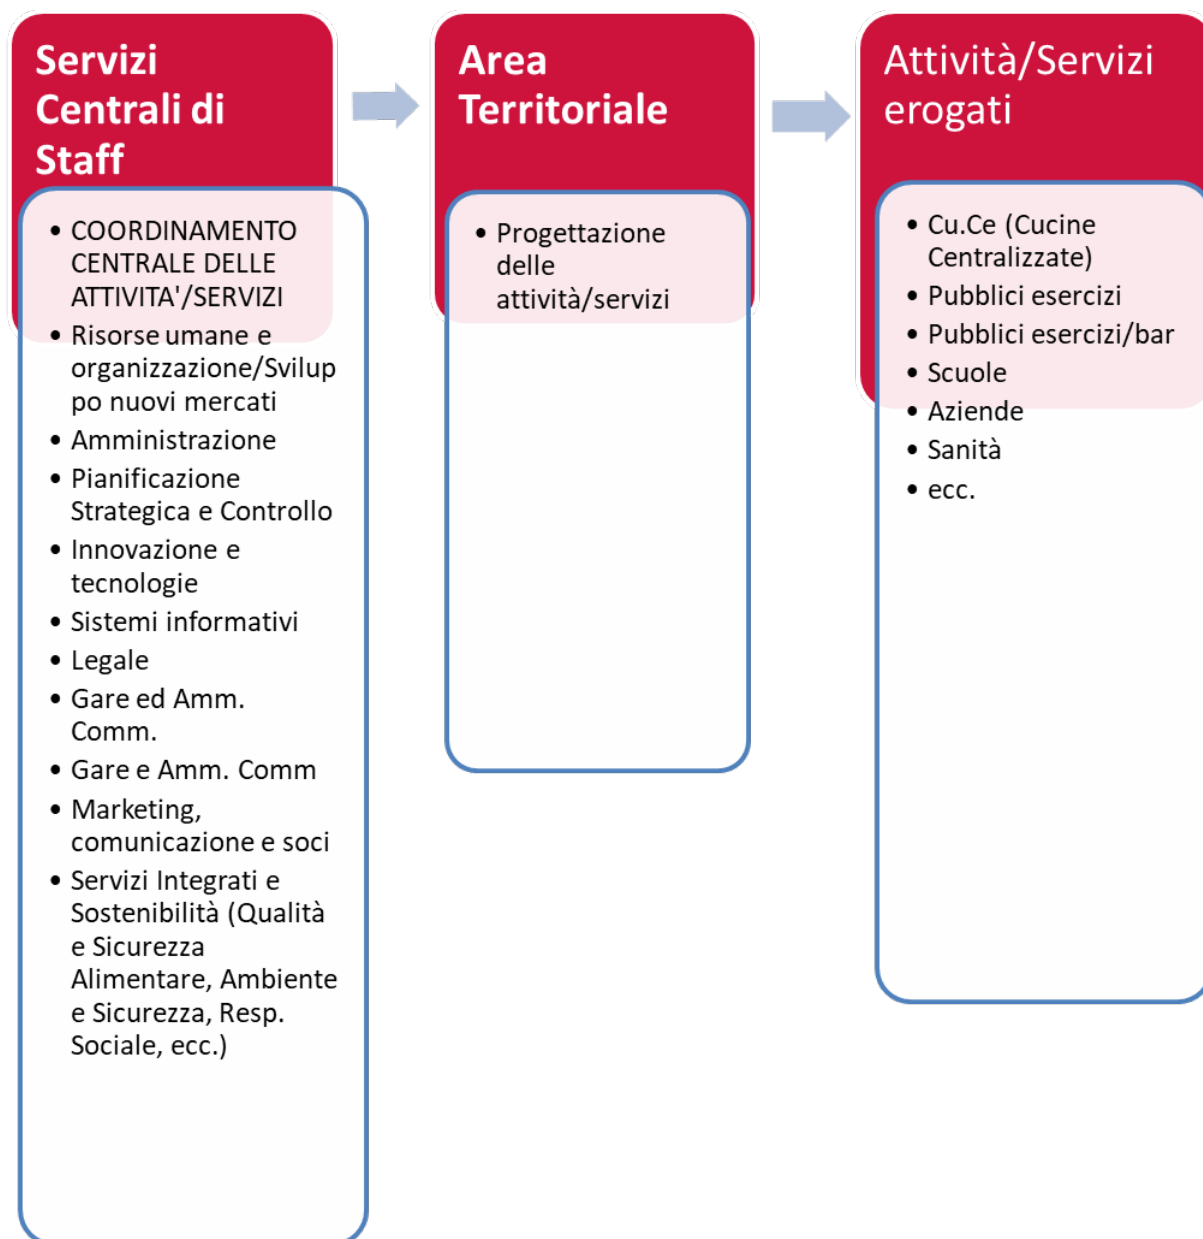 Servizi
Centrali di
Staff
• COORDINAMENTO
CENTRALE DELLE
ATTIVITA'/SERVIZI
• Risorse umane e
organizzazione/Svilup
po nuovi mercati
• Amministrazione
• Pianificazione
Strategica e Controllo
• Innovazione e
tecnologie
• Sistemi informativi
• Legale
• Gare ed Amm.
Comm.
• Gare e Amm. Comm
• Marketing,
comunicazione e soci
• Servizi Integrati e
Sostenibilità (Qualità
e Sicurezza
Alimentare, Ambiente
e Sicurezza, Resp.
Sociale, ecc.)
Area
Territoriale
• Progettazione
delle
attività/servizi
Attività/Servizi
erogati
• Cu.Ce (Cucine
Centralizzate)
• Pubblici esercizi
• Pubblici esercizi/bar
• Scuole
• Aziende
• Sanità
• ecc.